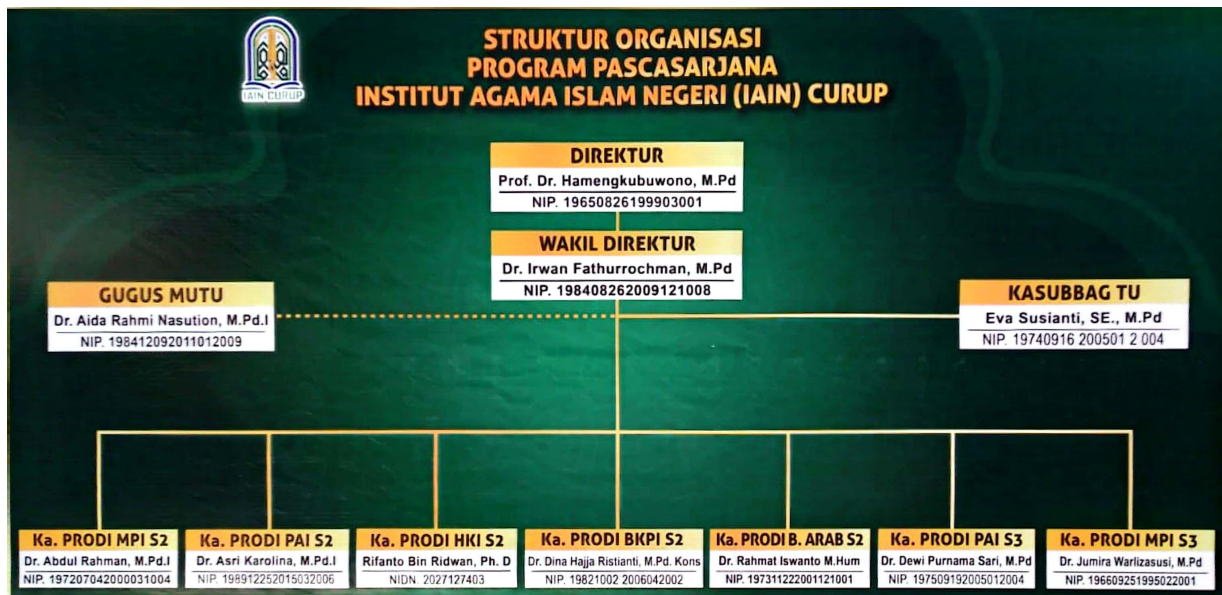 IAIN CURUP
STRUKTUR ORGANISASI
PROGRAM PASCASARJANA
INSTITUT AGAMA ISLAM NEGERI (IAIN) CURUP
DIREKTUR
Prof. Dr. Hamengkubuwono, M.Pd
NIP. 19650826199903001
WAKIL DIREKTUR
Dr. Irwan Fathurrochman, M.Pd
NIP. 198408262009121008
GUGUS MUTU
Dr. Aida Rahmi Nasution, M.Pd.I
NIP. 198412092011012009
KASUBBAG TU
Eva Susianti, SE., M.Pd
NIP. 19740916 200501 2 004
Ka. PRODI MPI S2
Dr. Abdul Rahman, M.Pd.I
NIP. 197207042000031004
Ka. PRODI PAI S2
Dr. Asri Karolina, M.Pd.I
NIP. 198912252015032006
Ka. PRODI HKI S2
Rifanto Bin Ridwan, Ph. D
NIDN. 2027127403
Ka. PRODI BKPI S2
Dr. Dina Hajja Ristianti, M.Pd. Kons
NIP. 19821002 2006042002
Ka. PRODI B. ARAB S2
Dr. Rahmat Iswanto M.Hum
NIP. 197311222001121001
Ka. PRODI PAI S3
Dr. Dewi Purnama Sari, M.Pd
NIP. 197509192005012004
Ka. PRODI MPI S3
Dr. Jumira Warlizasusi, M.Pd
NIP. 196609251995022001